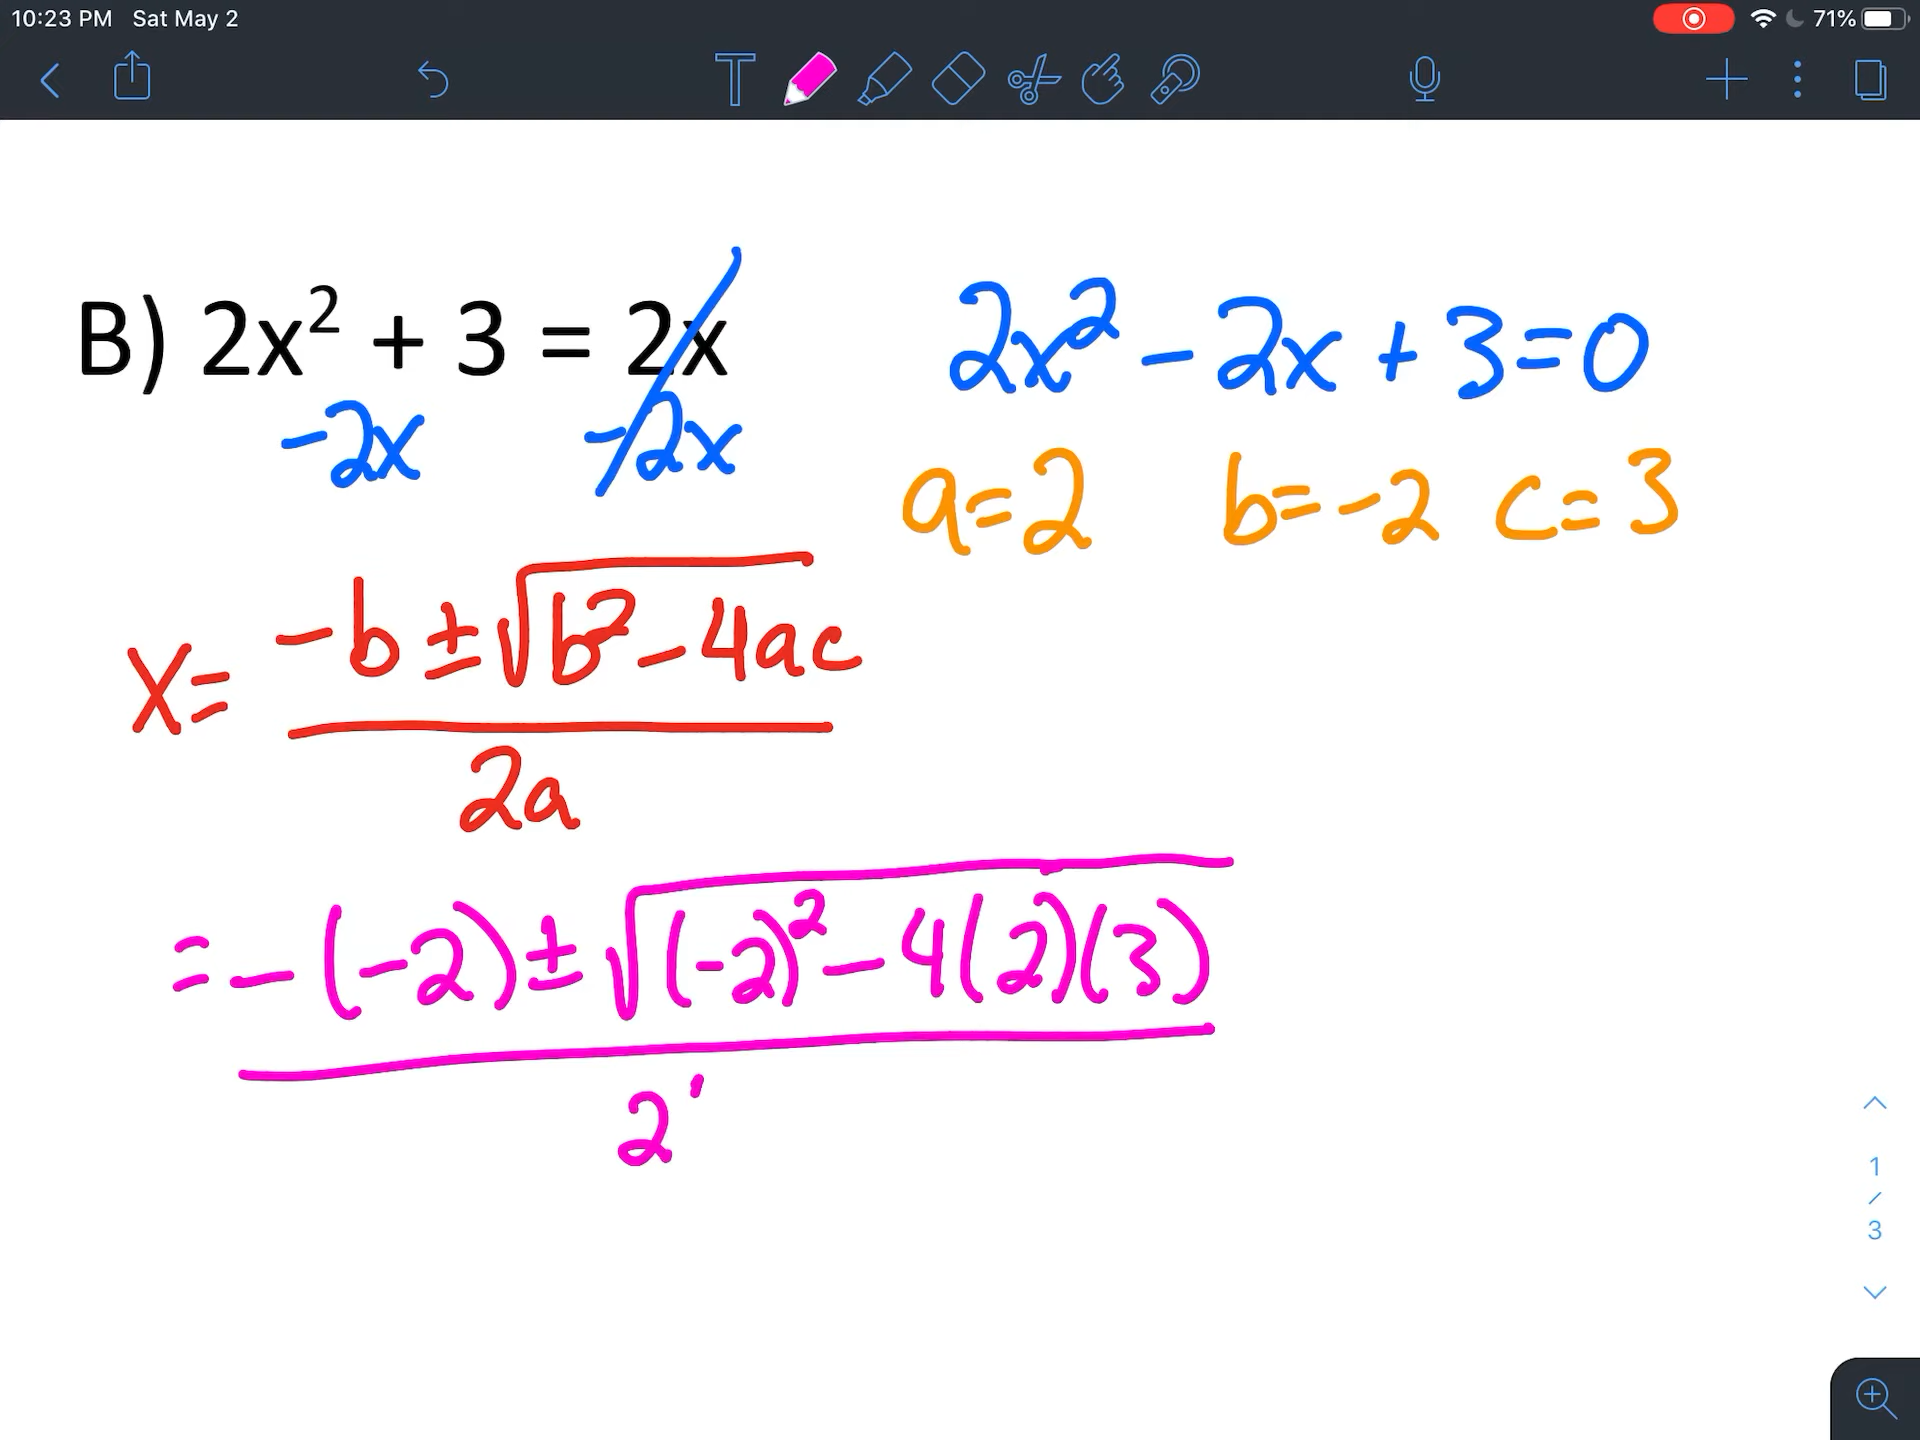 10:23 PM Sat May 2 71%
B) 2x² + 3 = 2x
-2x -2x
2x² - 2x + 3 = 0
a=2 b=-2 c=3
x= -b ± √b² - 4ac
2a
= -(-2) ± √(-2)² - 4(2)(3)
2
1
/
3